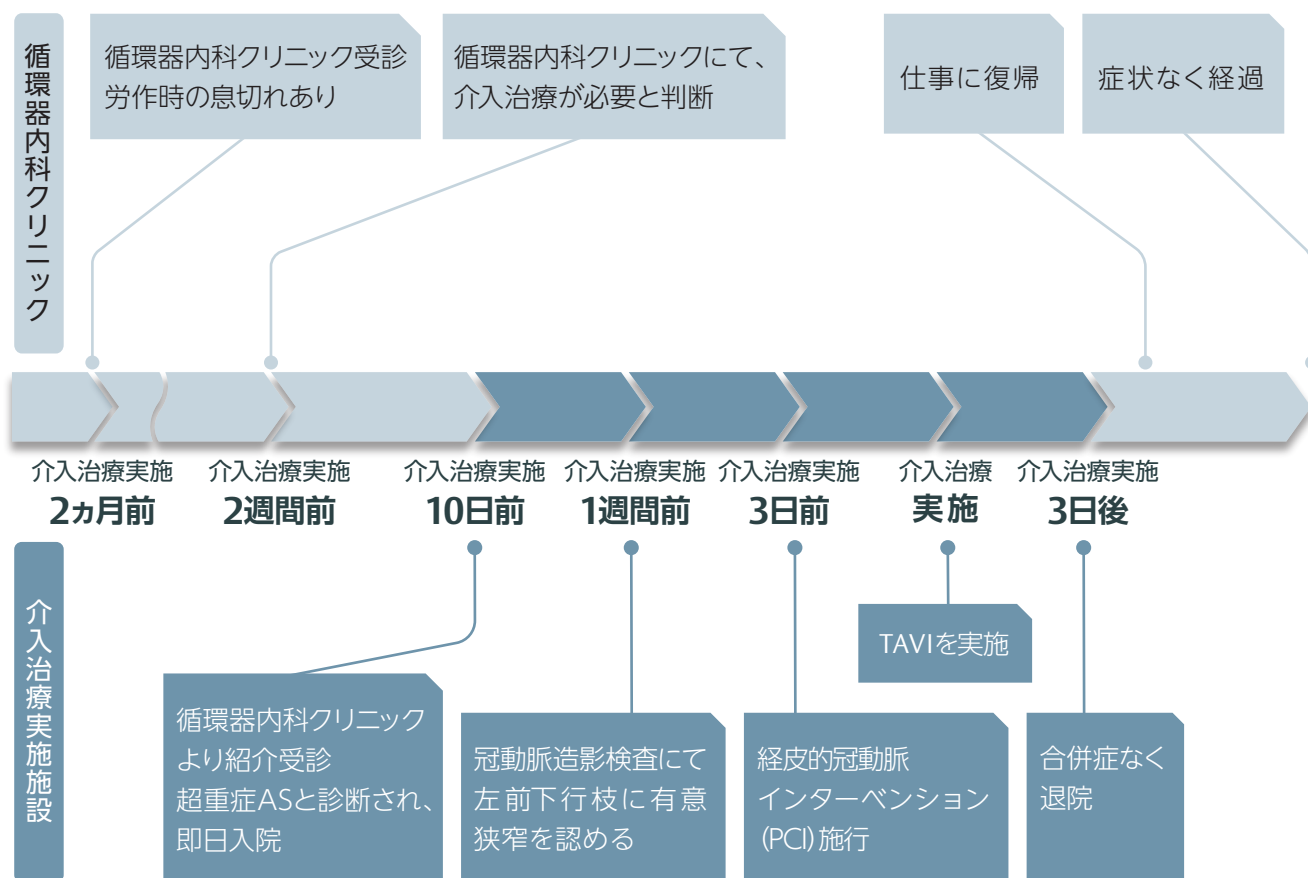 循環器内科クリニック
循環器内科クリニック受診
労作時の息切れあり
循環器内科クリニックにて、
介入治療が必要と判断
仕事に復帰
症状なく経過
介入治療実施
2ヵ月前
介入治療実施
2週間前
介入治療実施
10日前
介入治療実施
1週間前
介入治療実施
3日前
介入治療
実施
介入治療実施
3日後
介入治療実施施設
循環器内科クリニック
より紹介受診
超重症ASと診断され、
即日入院
冠動脈造影検査にて
左前下行枝に有意
狭窄を認める
経皮的冠動脈
インターベンション
(PCI)施行
TAVIを実施
合併症なく
退院